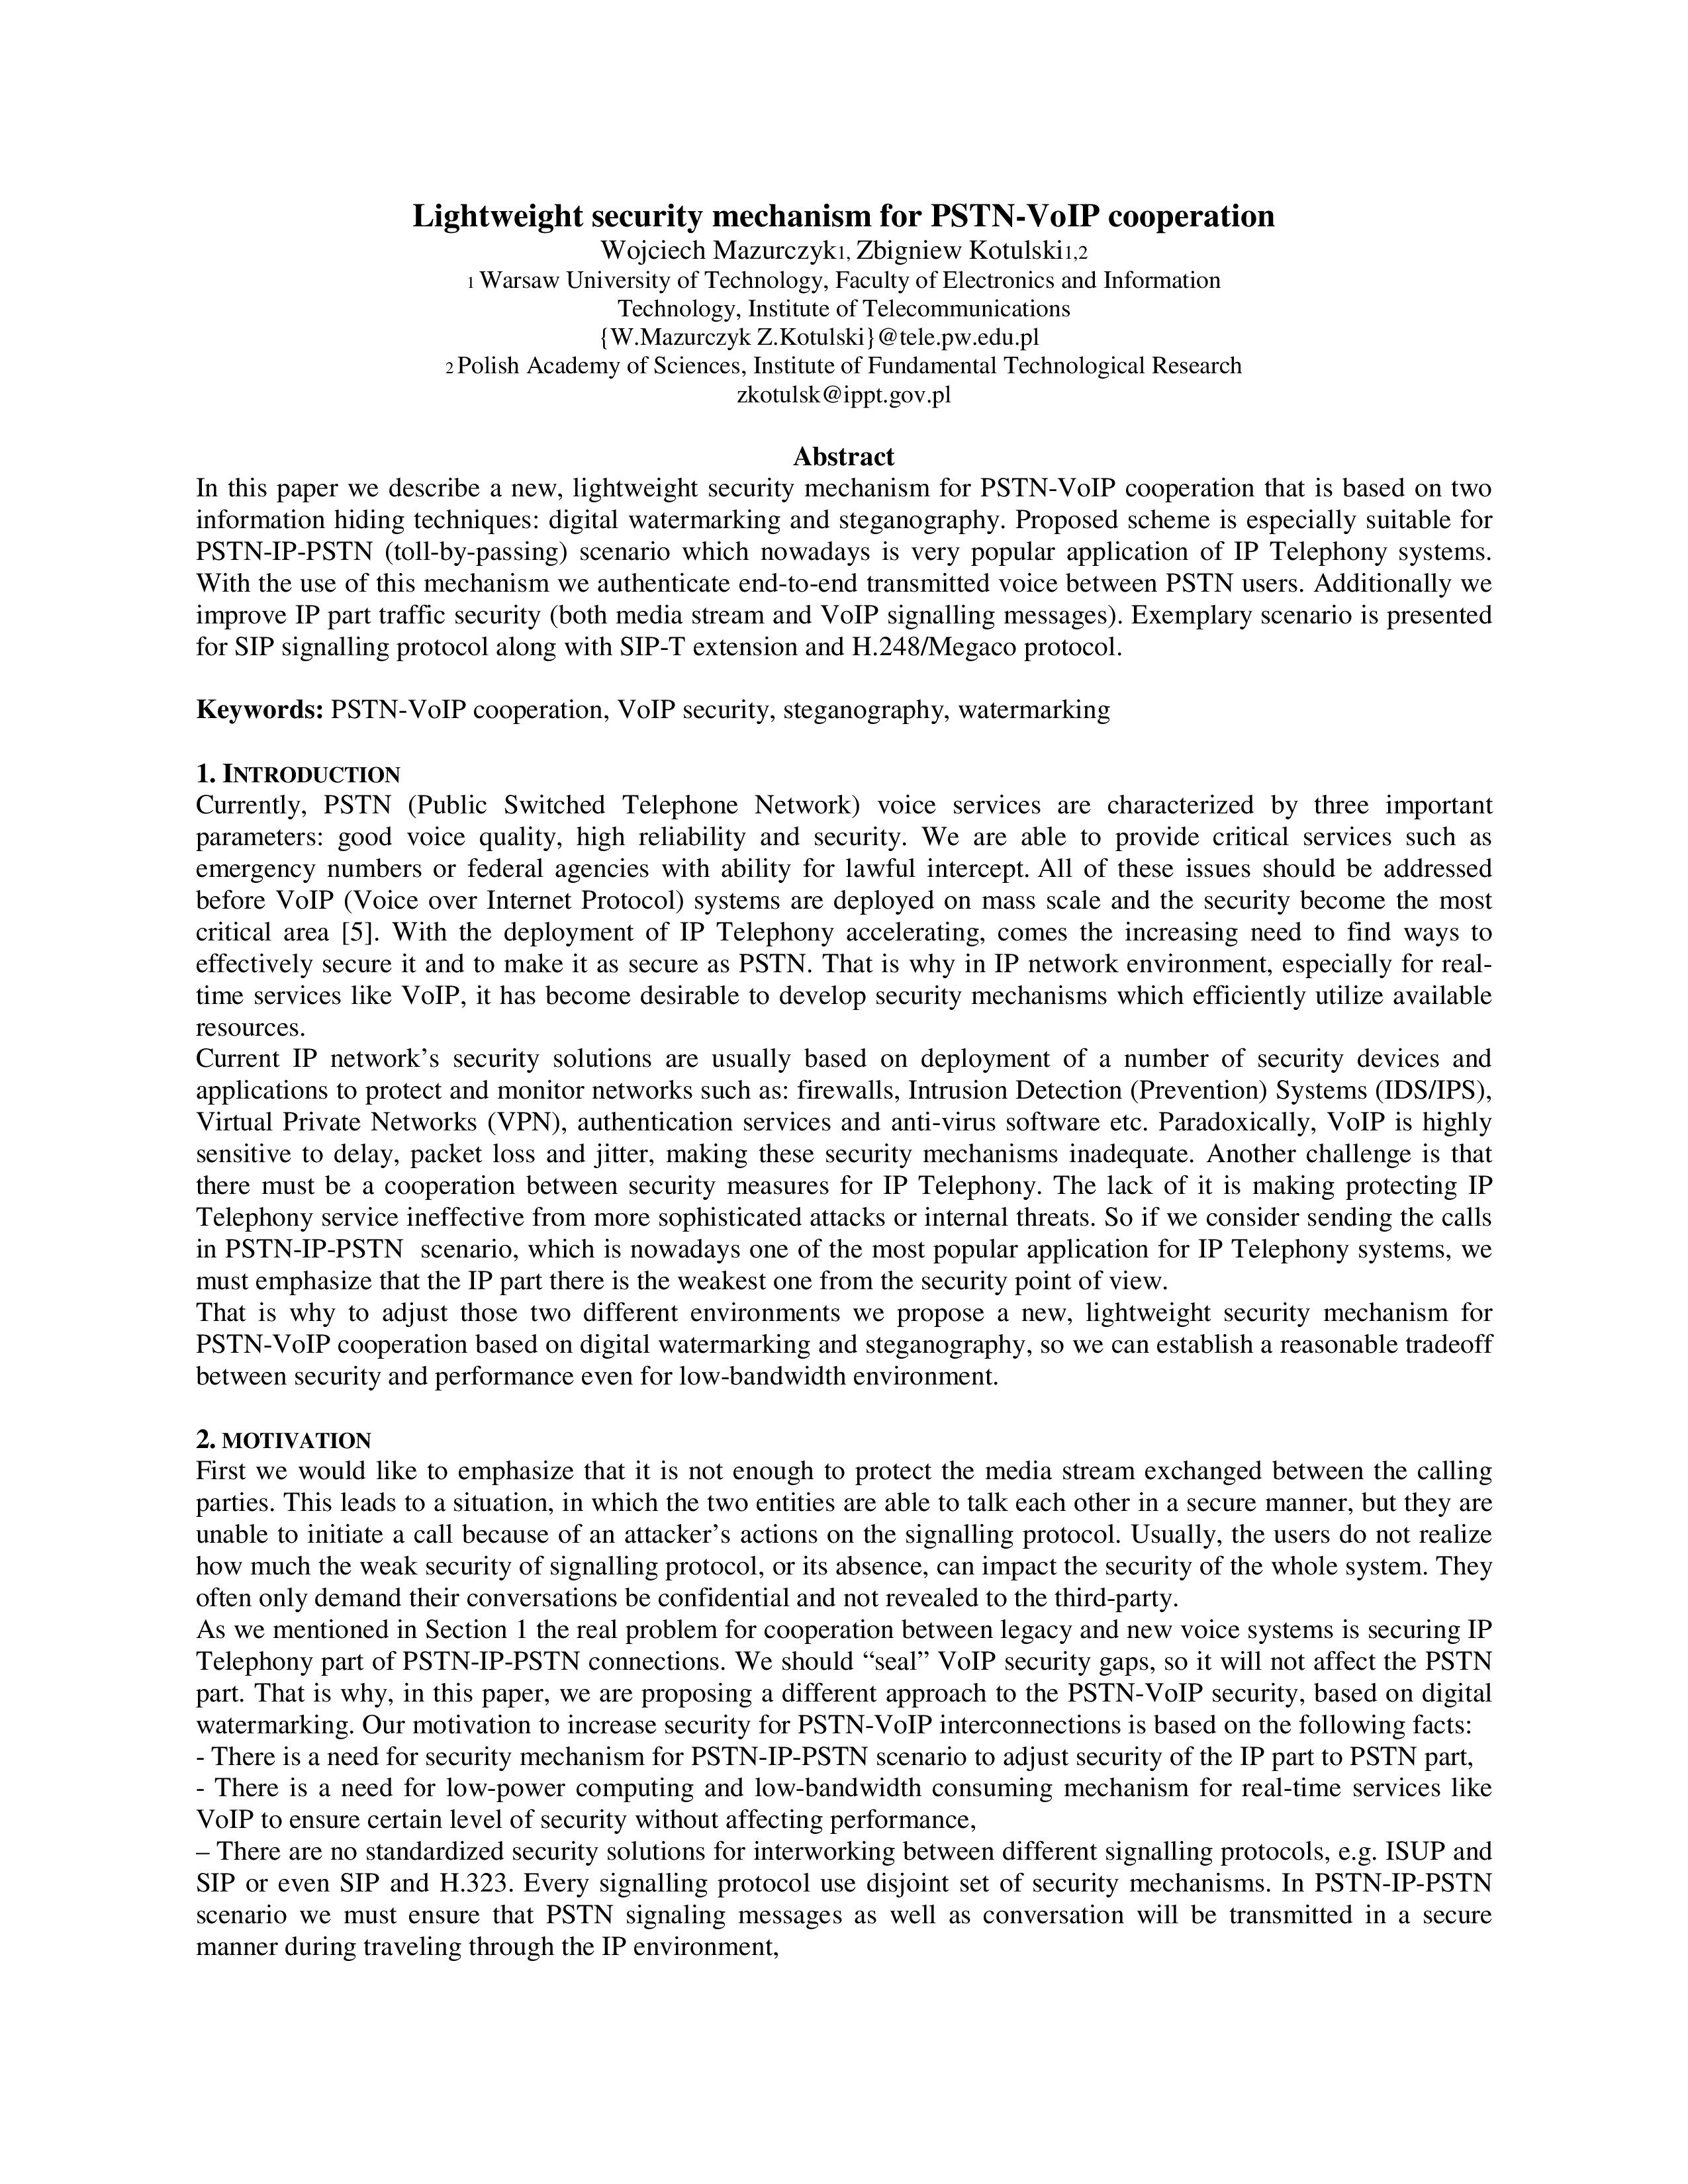 Lightweight security mechanism for PSTN-VoIP cooperation
Wojciech Mazurczyk1, Zbigniew Kotulski1,2
1 Warsaw University of Technology, Faculty of Electronics and Information
Technology, Institute of Telecommunications
{W.Mazurczyk Z.Kotulski}@tele.pw.edu.pl
2 Polish Academy of Sciences, Institute of Fundamental Technological Research
zkotulsk@ippt.gov.pl
Abstract
In this paper we describe a new, lightweight security mechanism for PSTN-VoIP cooperation that is based on two
information hiding techniques: digital watermarking and steganography. Proposed scheme is especially suitable for
PSTN-IP-PSTN (toll-by-passing) scenario which nowadays is very popular application of IP Telephony systems.
With the use of this mechanism we authenticate end-to-end transmitted voice between PSTN users. Additionally we
improve IP part traffic security (both media stream and VoIP signalling messages). Exemplary scenario is presented
for SIP signalling protocol along with SIP-T extension and H.248/Megaco protocol.
Keywords: PSTN-VoIP cooperation, VoIP security, steganography, watermarking
1. INTRODUCTION
Currently, PSTN (Public Switched Telephone Network) voice services are characterized by three important
parameters: good voice quality, high reliability and security. We are able to provide critical services such as
emergency numbers or federal agencies with ability for lawful intercept. All of these issues should be addressed
before VoIP (Voice over Internet Protocol) systems are deployed on mass scale and the security become the most
critical area [5]. With the deployment of IP Telephony accelerating, comes the increasing need to find ways to
effectively secure it and to make it as secure as PSTN. That is why in IP network environment, especially for real-
time services like VoIP, it has become desirable to develop security mechanisms which efficiently utilize available
resources.
Current IP network’s security solutions are usually based on deployment of a number of security devices and
applications to protect and monitor networks such as: firewalls, Intrusion Detection (Prevention) Systems (IDS/IPS),
Virtual Private Networks (VPN), authentication services and anti-virus software etc. Paradoxically, VoIP is highly
sensitive to delay, packet loss and jitter, making these security mechanisms inadequate. Another challenge is that
there must be a cooperation between security measures for IP Telephony. The lack of it is making protecting IP
Telephony service ineffective from more sophisticated attacks or internal threats. So if we consider sending the calls
in PSTN-IP-PSTN scenario, which is nowadays one of the most popular application for IP Telephony systems, we
must emphasize that the IP part there is the weakest one from the security point of view.
That is why to adjust those two different environments we propose a new, lightweight security mechanism for
PSTN-VoIP cooperation based on digital watermarking and steganography, so we can establish a reasonable tradeoff
between security and performance even for low-bandwidth environment.
2. MOTIVATION
First we would like to emphasize that it is not enough to protect the media stream exchanged between the calling
parties. This leads to a situation, in which the two entities are able to talk each other in a secure manner, but they are
unable to initiate a call because of an attacker’s actions on the signalling protocol. Usually, the users do not realize
how much the weak security of signalling protocol, or its absence, can impact the security of the whole system. They
often only demand their conversations be confidential and not revealed to the third-party.
As we mentioned in Section 1 the real problem for cooperation between legacy and new voice systems is securing IP
Telephony part of PSTN-IP-PSTN connections. We should “seal” VoIP security gaps, so it will not affect the PSTN
part. That is why, in this paper, we are proposing a different approach to the PSTN-VoIP security, based on digital
watermarking. Our motivation to increase security for PSTN-VoIP interconnections is based on the following facts:
- There is a need for security mechanism for PSTN-IP-PSTN scenario to adjust security of the IP part to PSTN part,
- There is a need for low-power computing and low-bandwidth consuming mechanism for real-time services like
VoIP to ensure certain level of security without affecting performance,
– There are no standardized security solutions for interworking between different signalling protocols, e.g. ISUP and
SIP or even SIP and H.323. Every signalling protocol use disjoint set of security mechanisms. In PSTN-IP-PSTN
scenario we must ensure that PSTN signaling messages as well as conversation will be transmitted in a secure
manner during traveling through the IP environment,